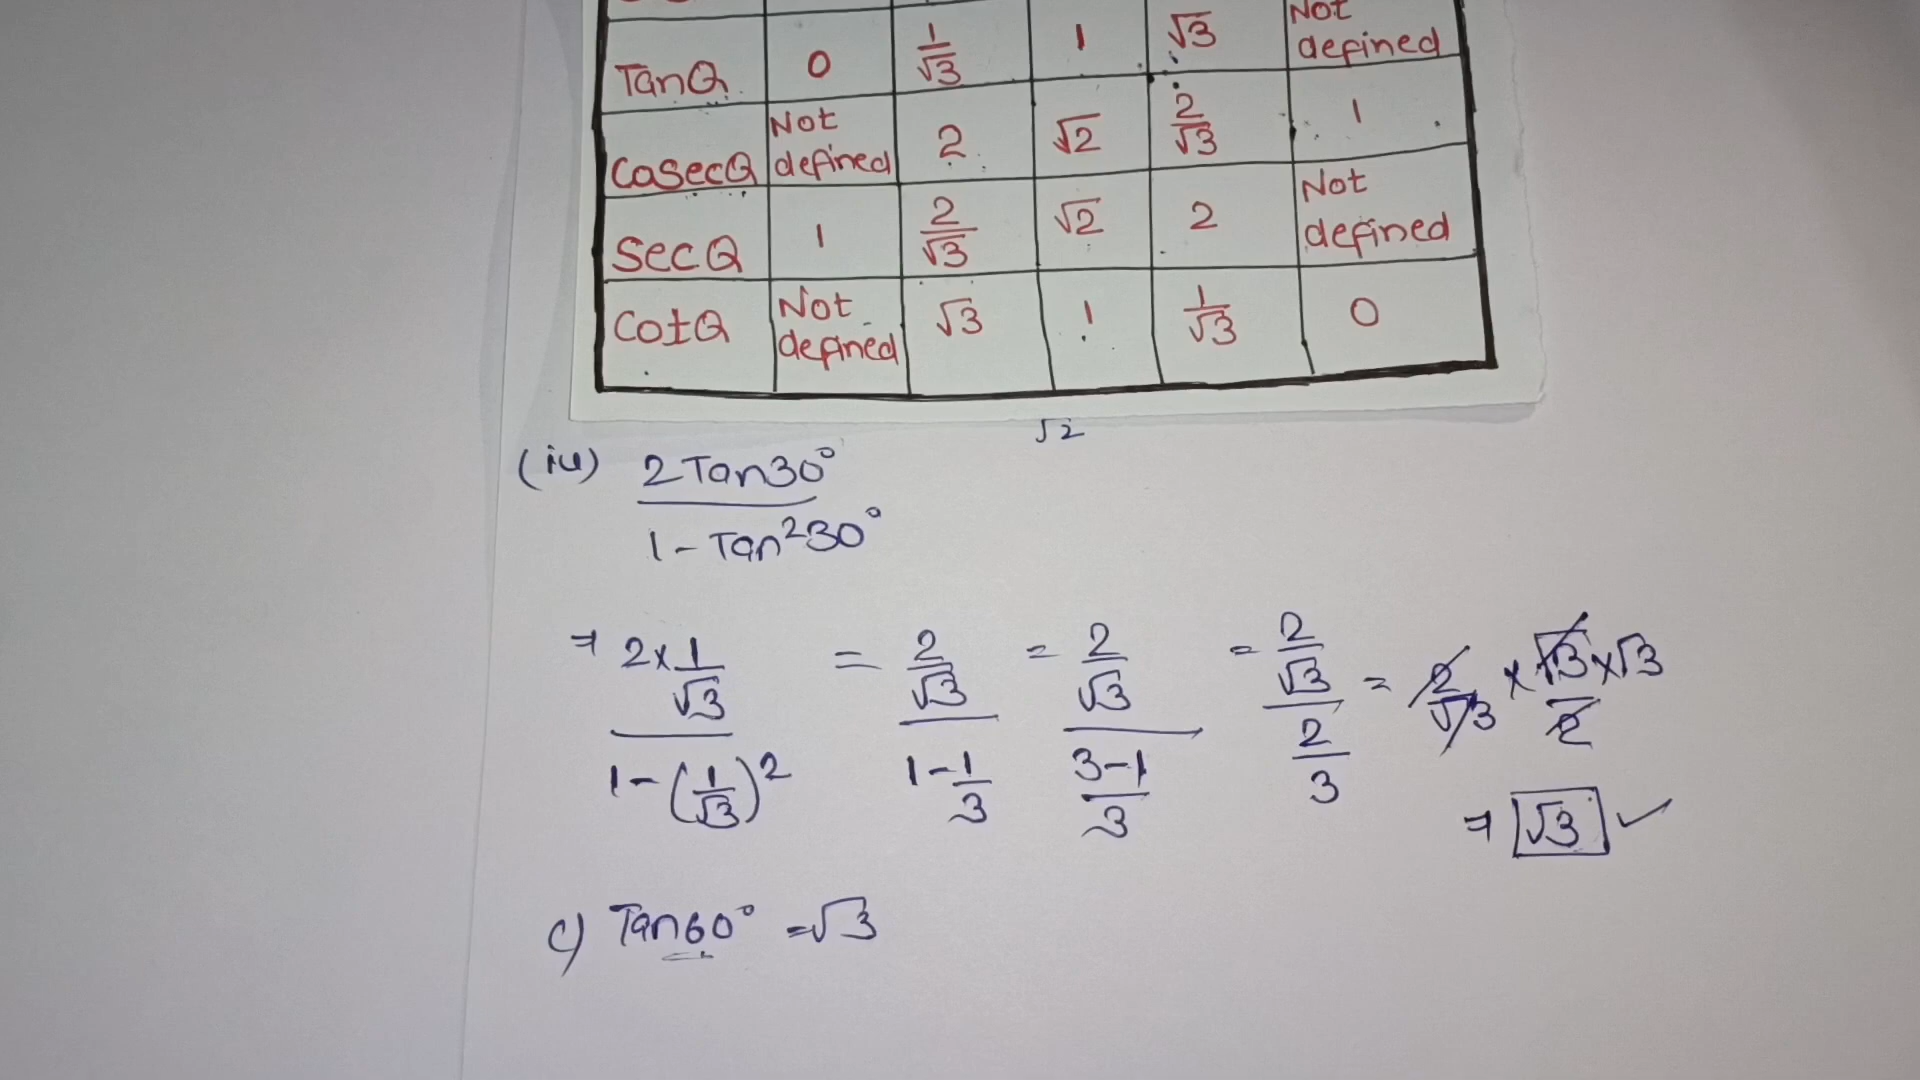 TanQ 0 1/√3 1 √3 Not defined
CosecQ Not defined 2 √2 2/√3 1
SecQ 1 2/√3 √2 2 Not defined
CotQ Not defined √3 1 1/√3 0
√2
(iv) 2Tan30° / 1-Tan²30°
⇒ 2×1/√3 / 1-(1/√3)² = 2/√3 / 1-1/3 = 2/√3 / 3-1/3 = 2/√3 / 2/3 = 2/√3 × √3×√3/2
⇒ √3 ✓
c) Tan60° = √3